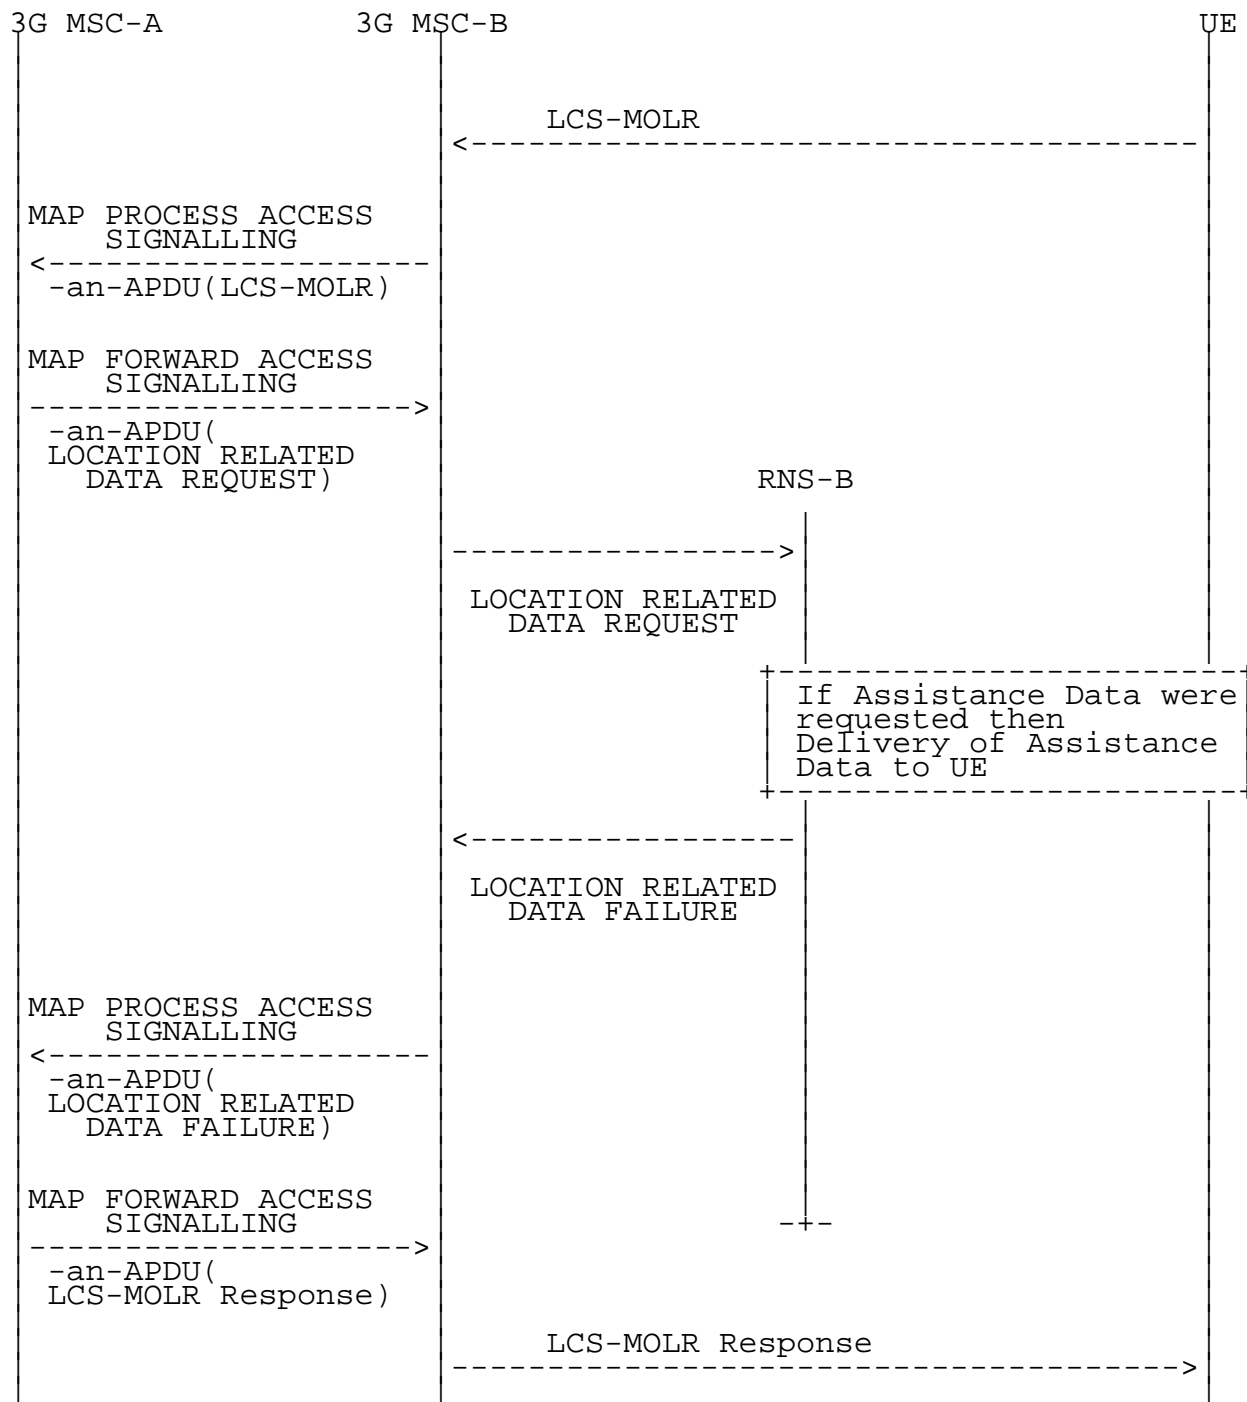 3G MSC-A 3G MSC-B UE
LCS-MOLR
MAP PROCESS ACCESS
SIGNALLING
-an-APDU(LCS-MOLR)
MAP FORWARD ACCESS
SIGNALLING
-an-APDU(
LOCATION RELATED
DATA REQUEST)
RNS-B
LOCATION RELATED
DATA REQUEST
If Assistance Data were
requested then
Delivery of Assistance
Data to UE
LOCATION RELATED
DATA FAILURE
MAP PROCESS ACCESS
SIGNALLING
-an-APDU(
LOCATION RELATED
DATA FAILURE)
MAP FORWARD ACCESS
SIGNALLING
-an-APDU(
LCS-MOLR Response)
LCS-MOLR Response